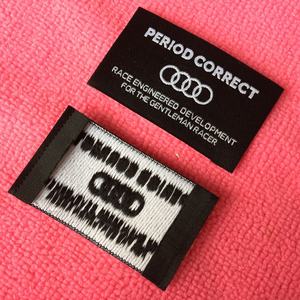 PERIOD CORRECT
RACE ENGINEERED DEVELOPMENT
FOR THE GENTLEMAN RACER